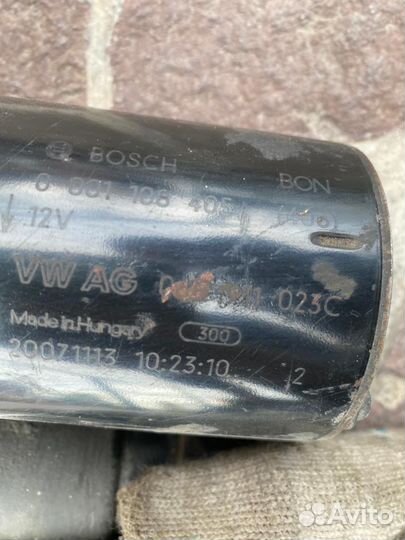 BOSCH BON
0 001 108 405
12V
VW AG 023C
Made in Hungary 300
20071113 10:23:10 2
Avito